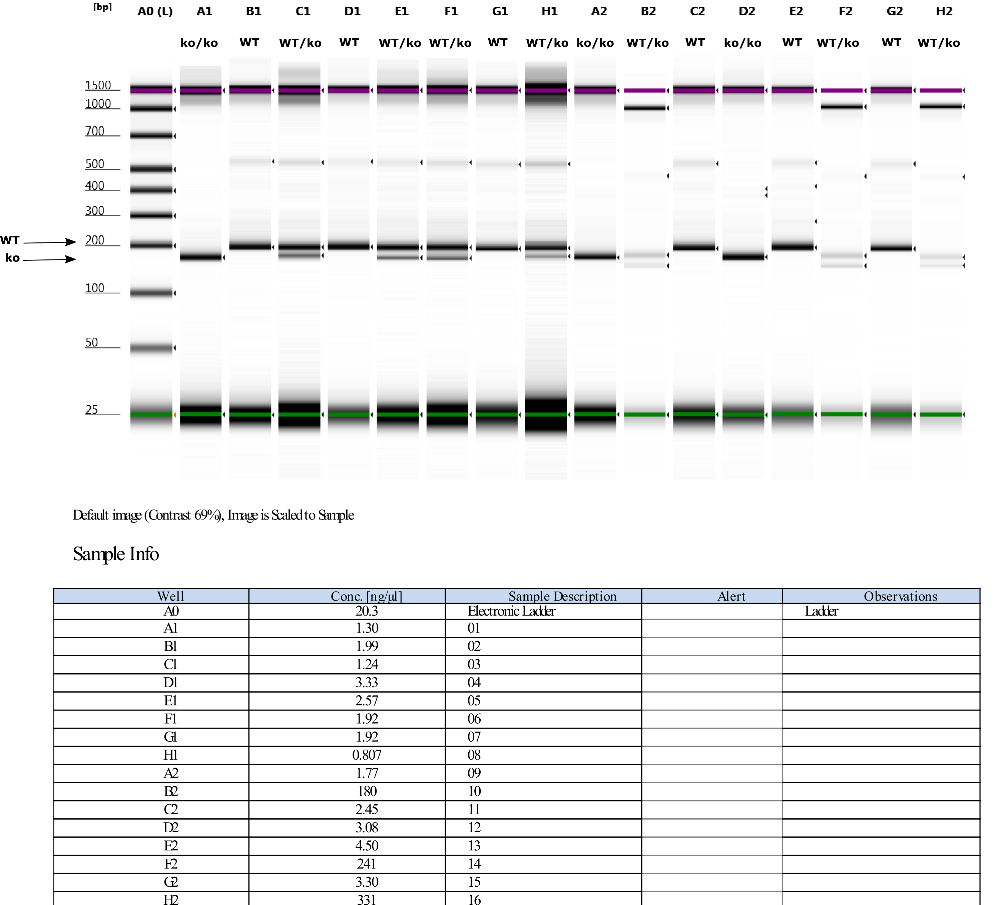 [bp] A0 (L) A1 B1 C1 D1 E1 F1 G1 H1 A2 B2 C2 D2 E2 F2 G2 H2
ko/ko WT WT/ko WT WT/ko WT/ko WT WT/ko ko/ko WT/ko WT ko/ko WT WT/ko WT WT/ko
1500
1000
700
500
400
300
WT 200
ko
100
50
25
Default image (Contrast 69%), Image is Scaled to Sample
Sample Info
Well Conc. [ng/µl] Sample Description Alert Observations
A0 20.3 Electronic Ladder Ladder
A1 1.30 01
B1 1.99 02
C1 1.24 03
D1 3.33 04
E1 2.57 05
F1 1.92 06
G1 1.92 07
H1 0.807 08
A2 1.77 09
B2 180 10
C2 2.45 11
D2 3.08 12
E2 4.50 13
F2 241 14
G2 3.30 15
H2 331 16